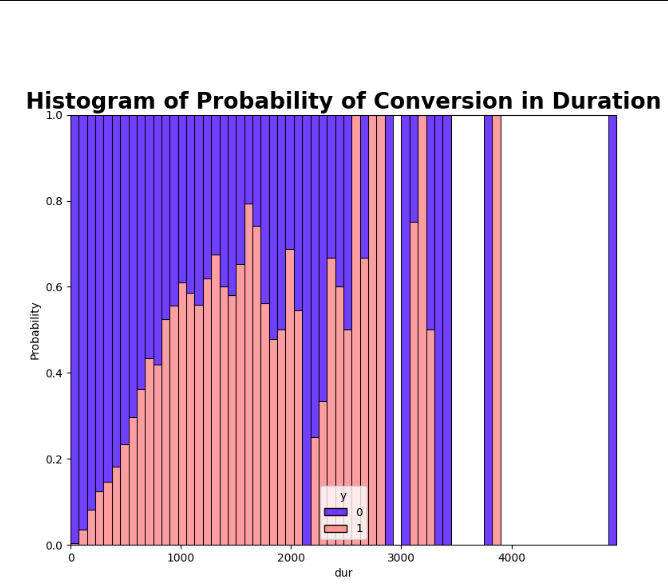 Histogram of Probability of Conversion in Duration
1.0
0.8
0.6
0.4
0.2
0.0
Probability
0 1000 2000 3000 4000
dur
y
0
1